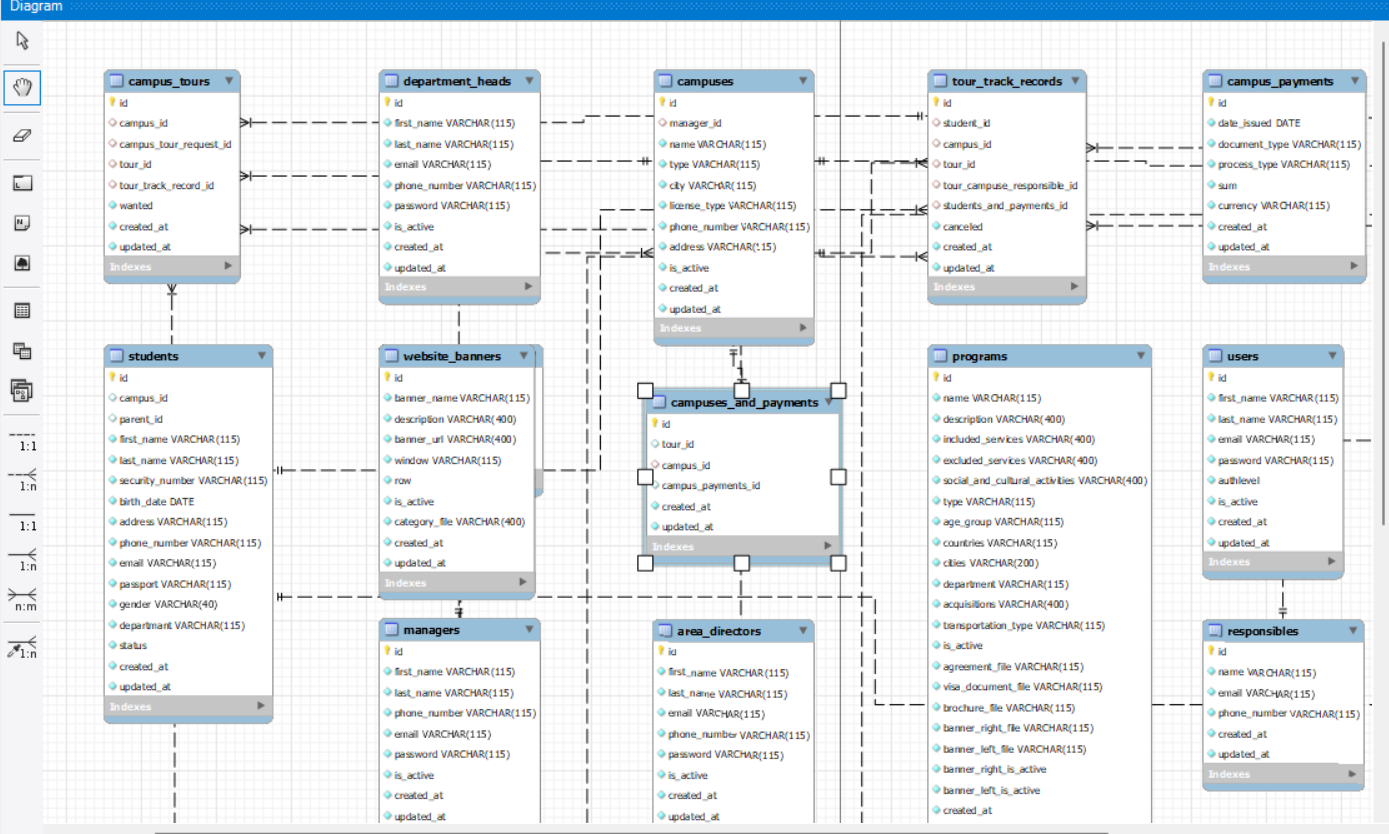 Diagram
campus_tours
id
campus_id
campus_tour_request_id
tour_id
tour_track_record_id
wanted
created_at
updated_at
Indexes
department_heads
id
first_name VARCHAR(115)
last_name VARCHAR(115)
email VARCHAR(115)
phone_number VARCHAR(115)
password VARCHAR(115)
is_active
created_at
updated_at
Indexes
campuses
id
manager_id
name VARCHAR(115)
type VARCHAR(115)
city VARCHAR(115)
license_type VARCHAR(115)
phone_number VARCHAR(115)
address VARCHAR(115)
is_active
created_at
updated_at
Indexes
tour_track_records
id
student_id
campus_id
tour_id
tour_campuse_responsible_id
students_and_payments_id
canceled
created_at
updated_at
Indexes
campus_payments
id
date_issued DATE
document_type VARCHAR(115)
process_type VARCHAR(115)
sum
currency VARCHAR(115)
created_at
updated_at
Indexes
students
id
campus_id
parent_id
first_name VARCHAR(115)
last_name VARCHAR(115)
security_number VARCHAR(115)
birth_date DATE
address VARCHAR(115)
phone_number VARCHAR(115)
email VARCHAR(115)
passport VARCHAR(115)
gender VARCHAR(40)
departmant VARCHAR(115)
status
created_at
updated_at
Indexes
website_banners
id
banner_name VARCHAR(115)
description VARCHAR(400)
banner_url VARCHAR(400)
window VARCHAR(115)
row
is_active
category_file VARCHAR(400)
created_at
updated_at
Indexes
campuses_and_payments
id
tour_id
campus_id
campus_payments_id
created_at
updated_at
Indexes
programs
id
name VARCHAR(115)
description VARCHAR(400)
included_services VARCHAR(400)
excluded_services VARCHAR(400)
social_and_cultural_activities VARCHAR(400)
type VARCHAR(115)
age_group VARCHAR(115)
countries VARCHAR(115)
cities VARCHAR(200)
department VARCHAR(115)
acquisitions VARCHAR(400)
transportation_type VARCHAR(115)
is_active
agreement_file VARCHAR(115)
visa_document_file VARCHAR(115)
brochure_file VARCHAR(115)
banner_right_file VARCHAR(115)
banner_left_file VARCHAR(115)
banner_right_is_active
banner_left_is_active
created_at
users
id
first_name VARCHAR(115)
last_name VARCHAR(115)
email VARCHAR(115)
password VARCHAR(115)
authlevel
is_active
created_at
updated_at
Indexes
managers
id
first_name VARCHAR(115)
last_name VARCHAR(115)
phone_number VARCHAR(115)
email VARCHAR(115)
password VARCHAR(115)
is_active
created_at
updated_at
area_directors
id
first_name VARCHAR(115)
last_name VARCHAR(115)
email VARCHAR(115)
phone_number VARCHAR(115)
password VARCHAR(115)
is_active
created_at
updated_at
responsibles
id
name VARCHAR(115)
email VARCHAR(115)
phone_number VARCHAR(115)
created_at
updated_at
Indexes
1:1
1:n
1:1
1:n
n:m
1:n